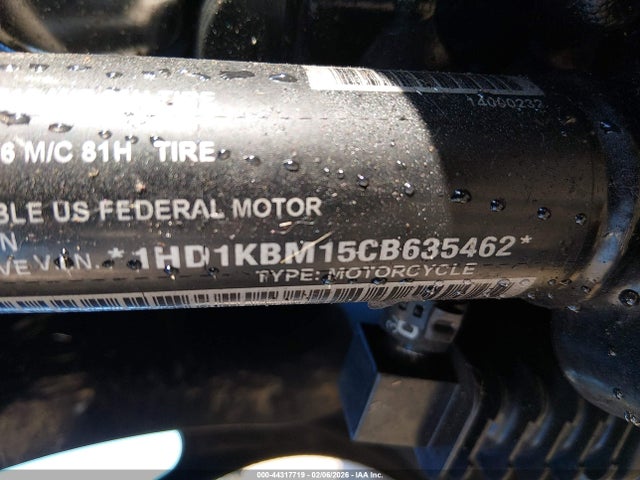 14060232
TIRE
6 M/C 81H TIRE
BLE US FEDERAL MOTOR
N
VE V.I.N. *1HD1KBM15CB635462*
TYPE: MOTORCYCLE
000-44317719 02/06/2026 © IAA Inc.